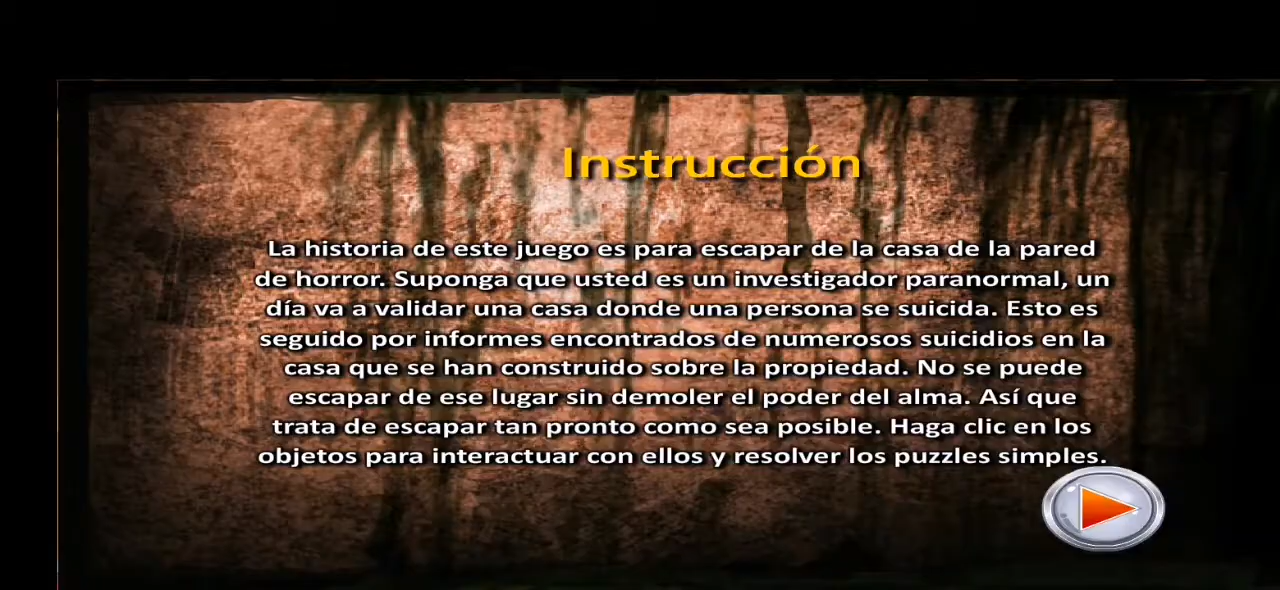 Instrucción
La historia de este juego es para escapar de la casa de la pared
de horror. Suponga que usted es un investigador paranormal, un
día va a validar una casa donde una persona se suicida. Esto es
seguido por informes encontrados de numerosos suicidios en la
casa que se han construido sobre la propiedad. No se puede
escapar de ese lugar sin demoler el poder del alma. Así que
trata de escapar tan pronto como sea posible. Haga clic en los
objetos para interactuar con ellos y resolver los puzzles simples.